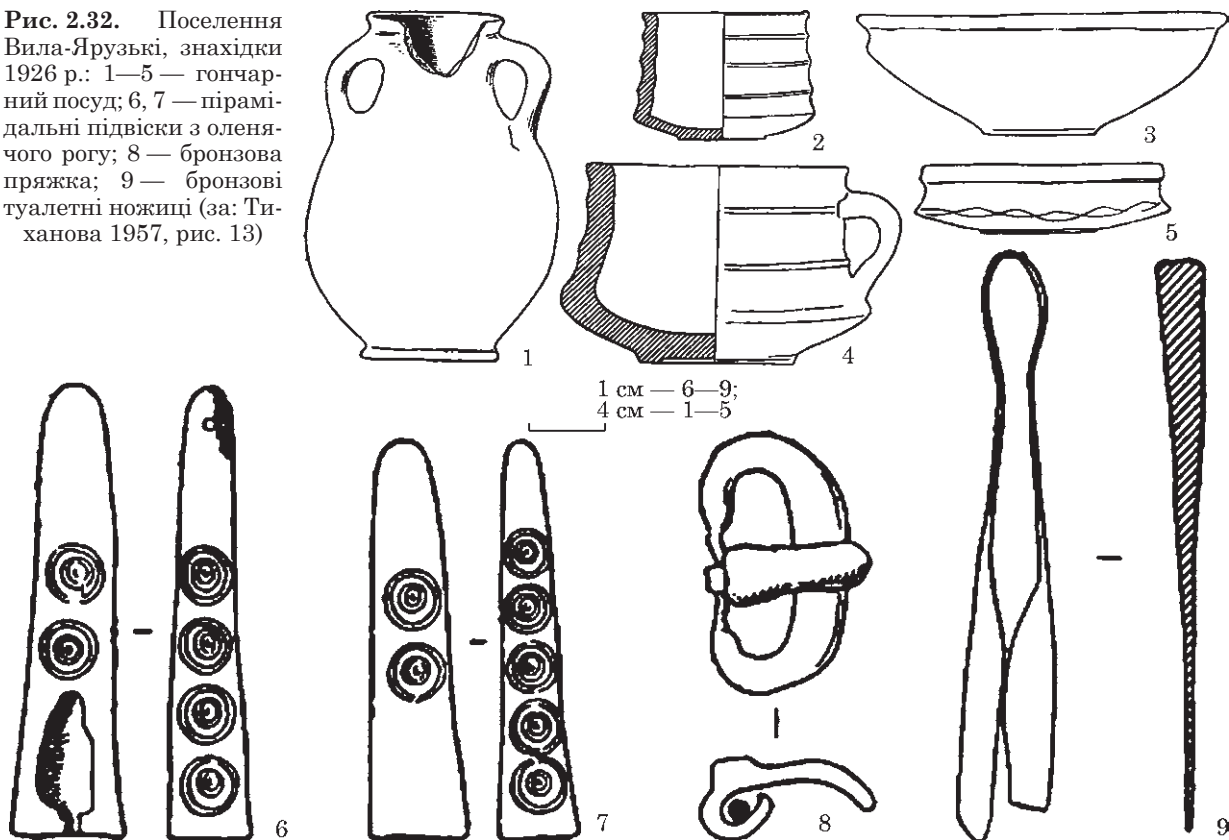 Рис. 2.32. Поселення
Вила-Ярузькі, знахідки
1926 р.: 1—5 — гончар-
ний посуд; 6, 7 — піramі-
дальні підвіски з оленя-
чого рогу; 8 — бронзова
пряжка; 9 — бронзові
туалетні ножиці (за: Ти-
ханова 1957, рис. 13)
1
2
3
4
5
1 см — 6—9;
4 см — 1—5
6
7
8
9